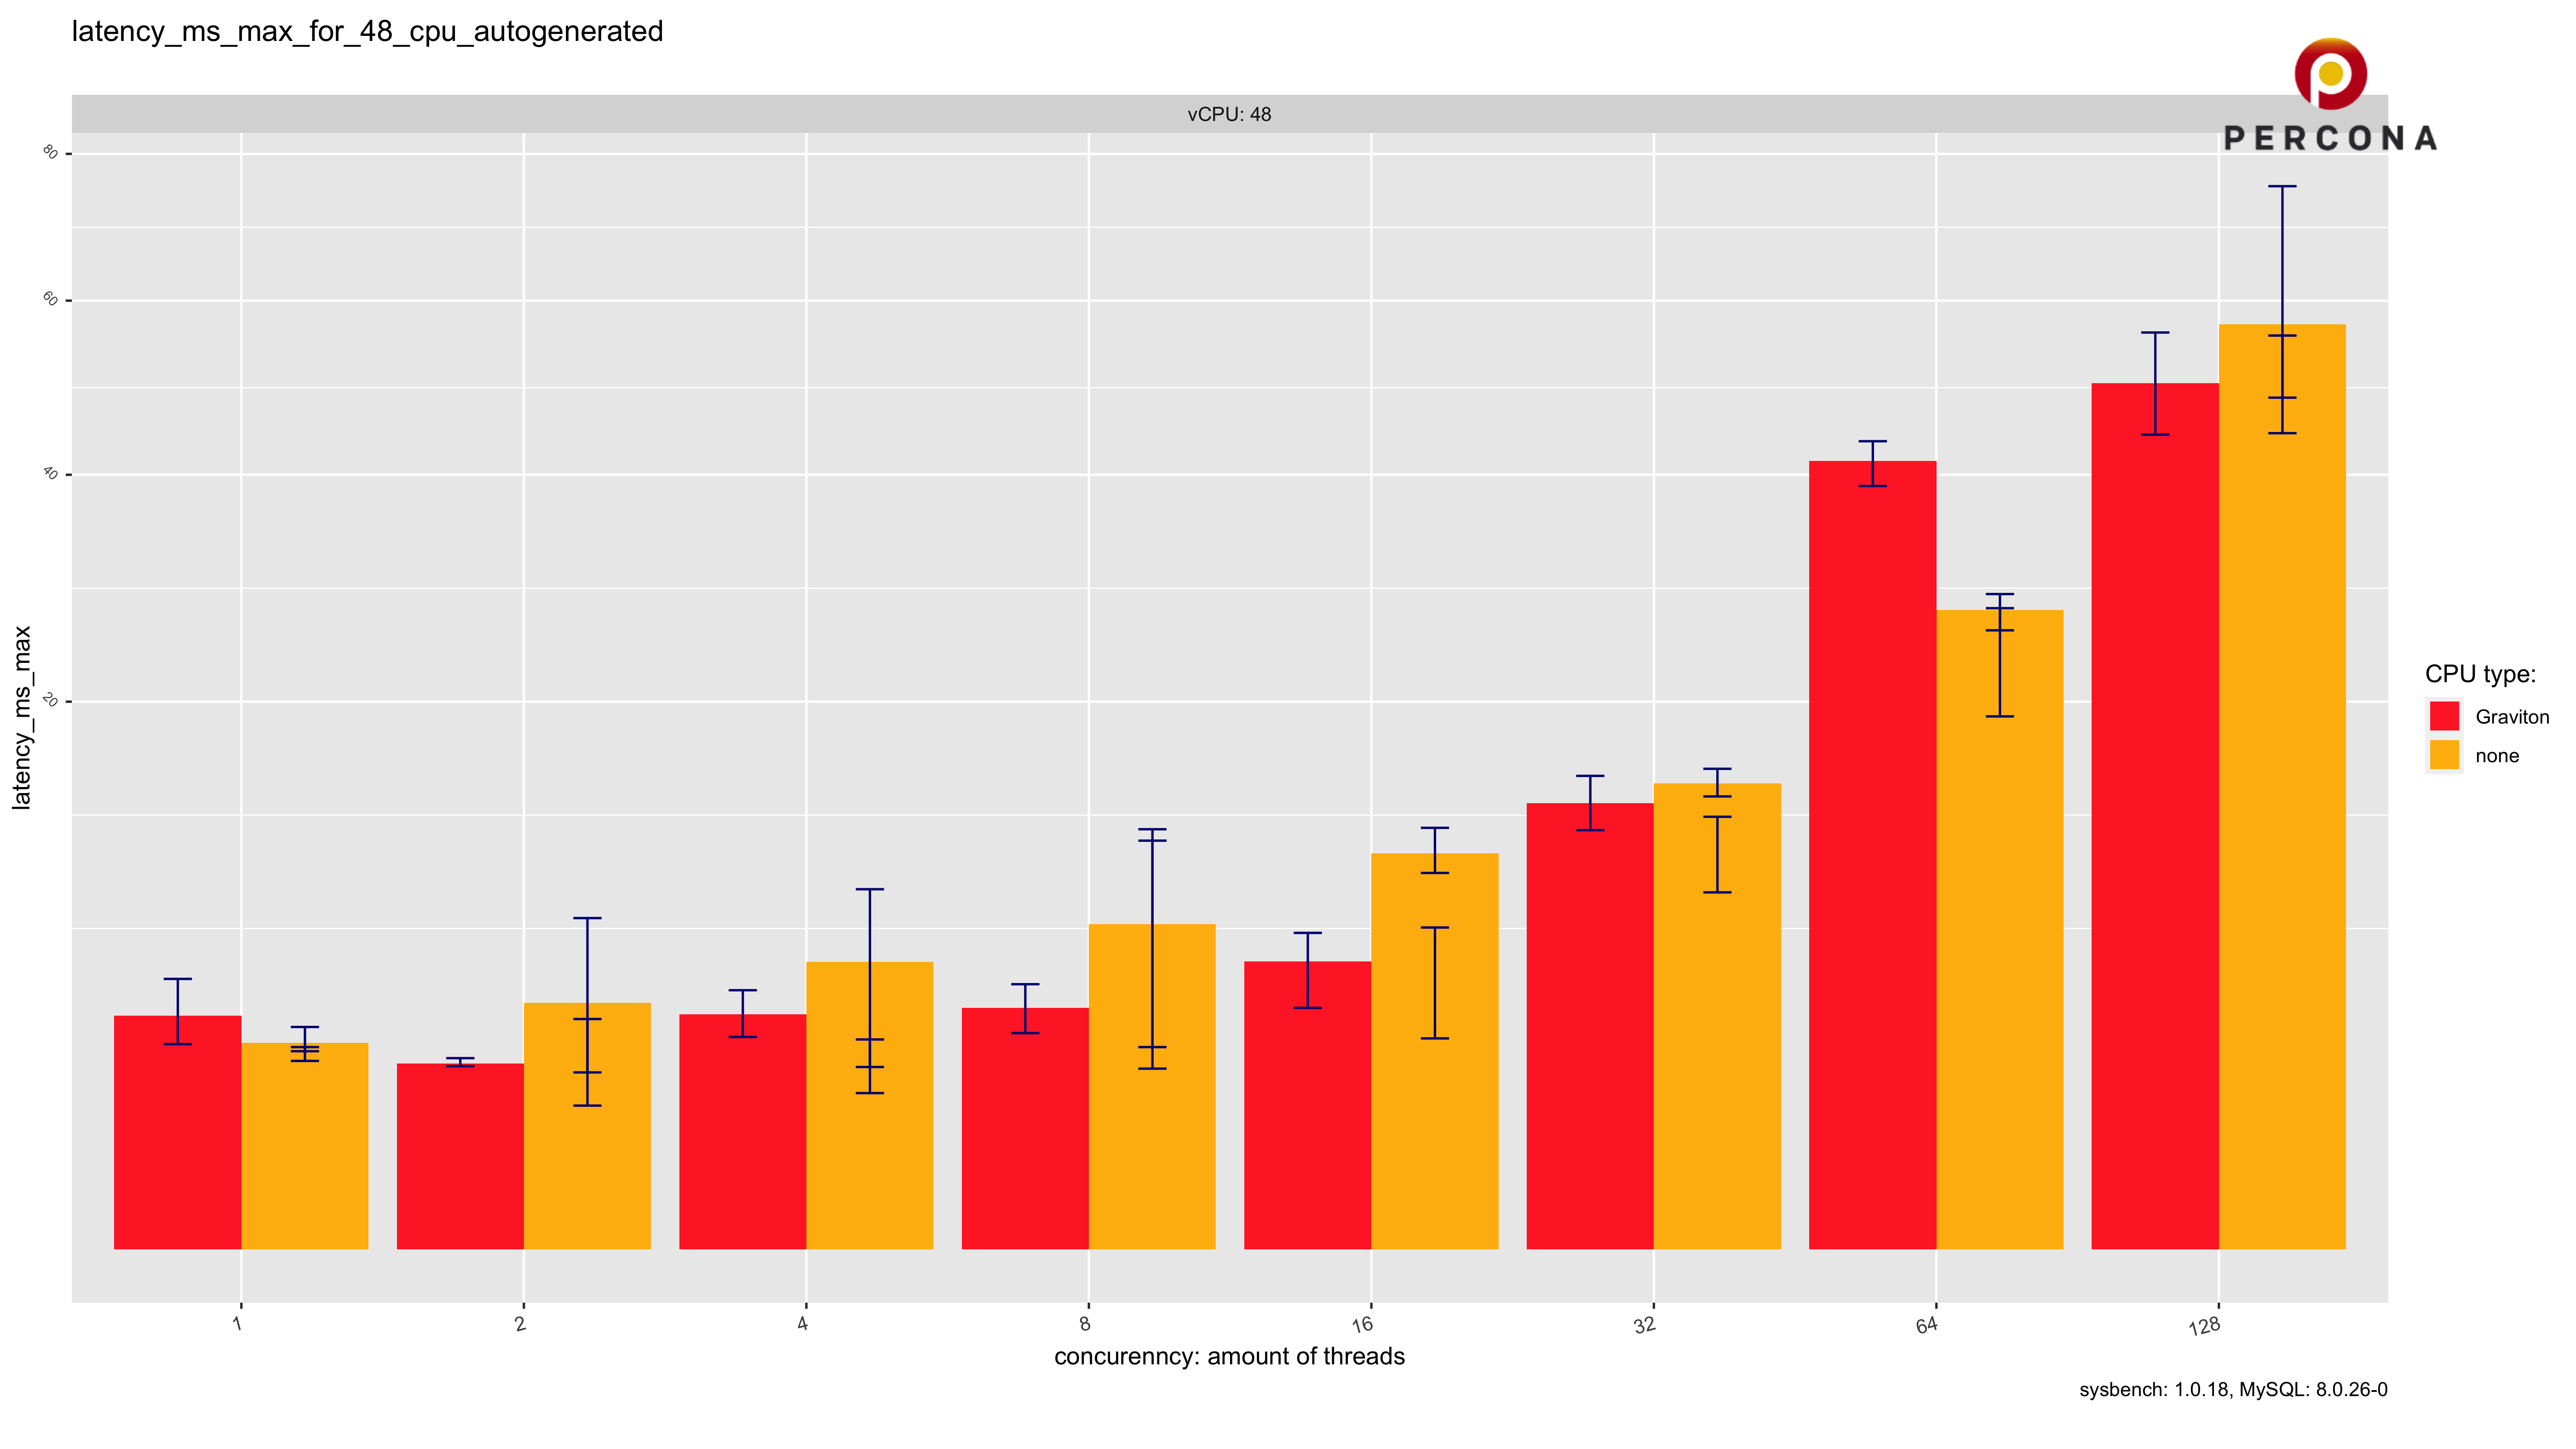 latency_ms_max_for_48_cpu_autogenerated
PERCONA
vCPU: 48
80
60
40
20
latency_ms_max
CPU type:
Graviton
none
1 2 4 8 16 32 64 128
concurenncy: amount of threads
sysbench: 1.0.18, MySQL: 8.0.26-0